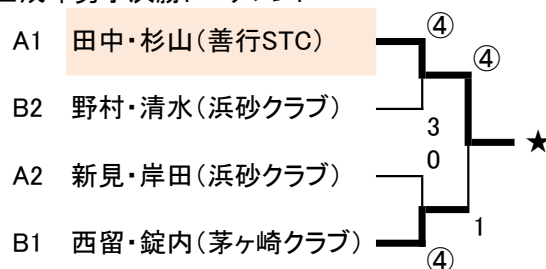 A1 田中・杉山(善行STC) ④
④
B2 野村・清水(浜砂クラブ) 3
★
A2 新見・岸田(浜砂クラブ) 0
1
B1 西留・錠内(茅ヶ崎クラブ) ④